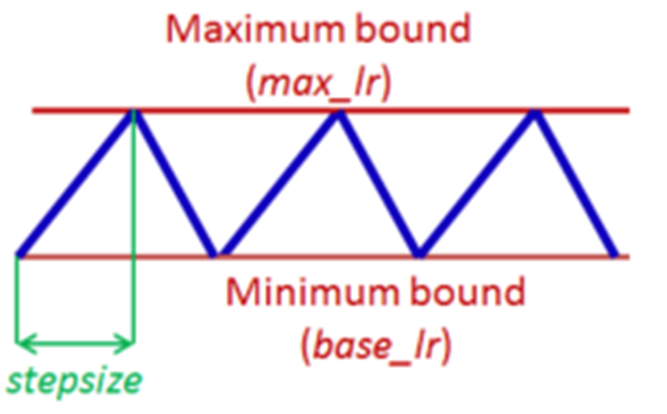 Maximum bound
(max_lr)
Minimum bound
(base_lr)
stepsize